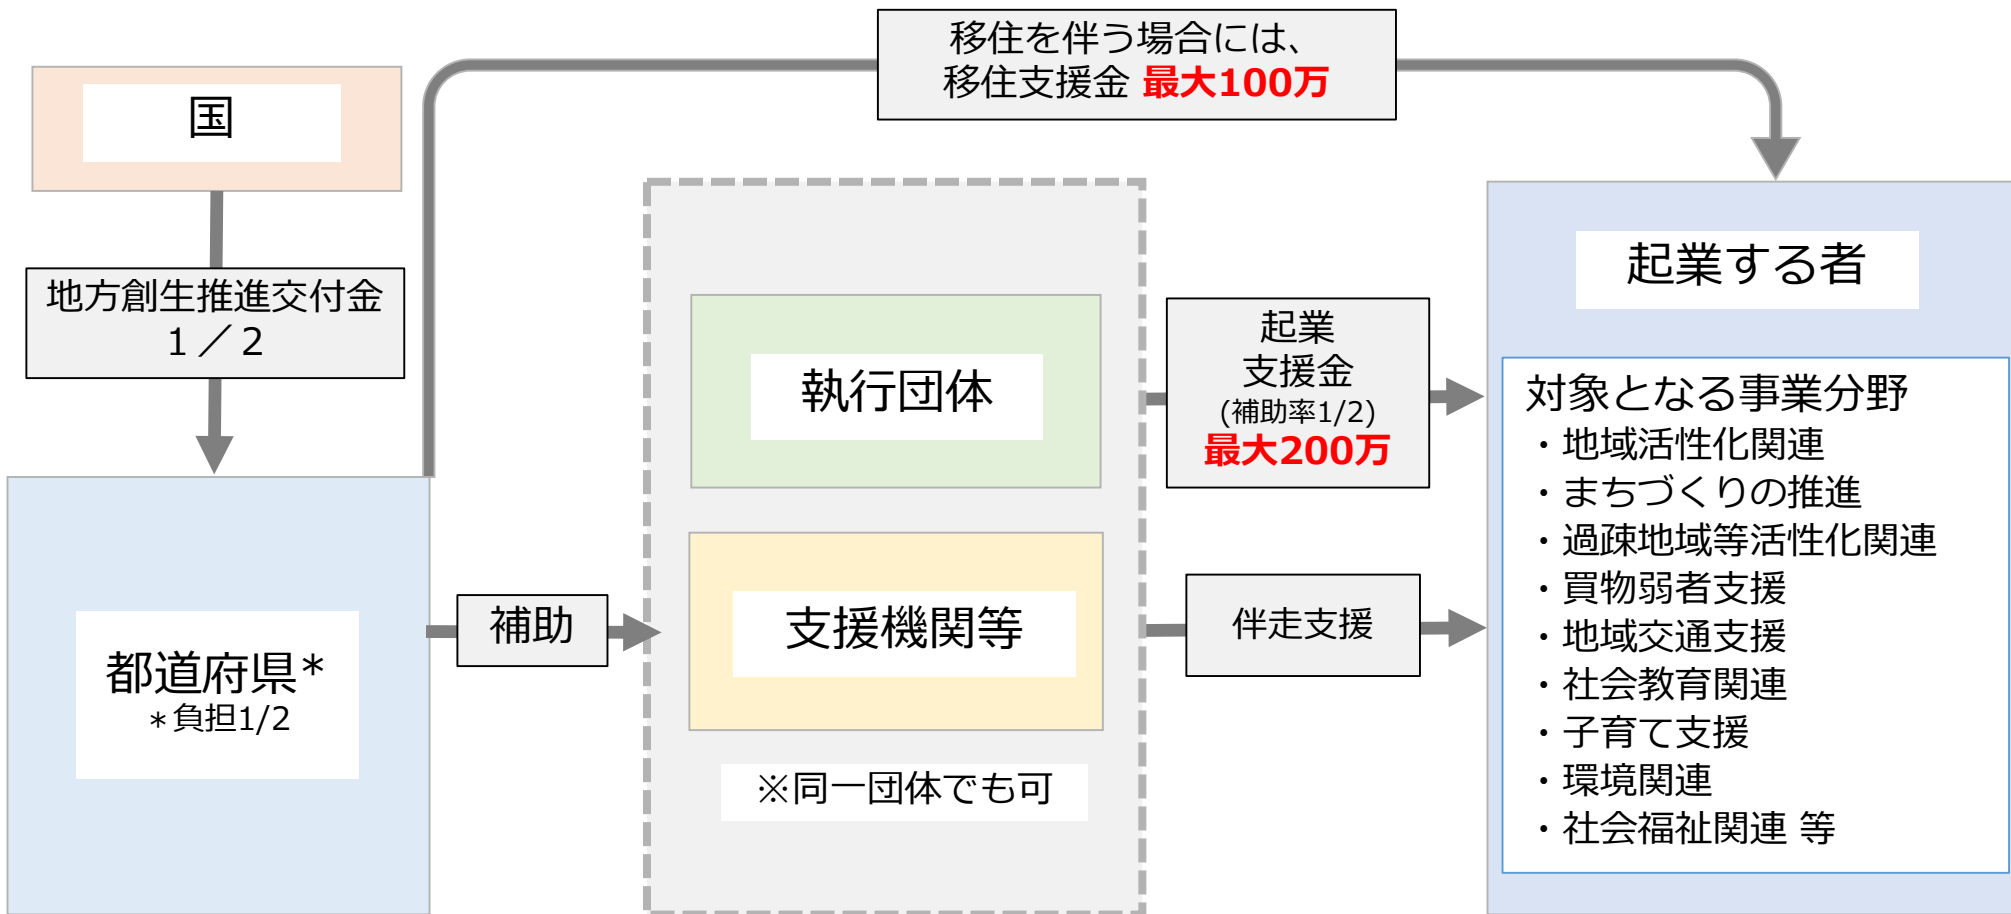 移住を伴う場合には、
移住支援金 最大100万
国
地方創生推進交付金
１／２
都道府県*
＊負担1/2
補助
執行団体
支援機関等
※同一団体でも可
起業
支援金
(補助率1/2)
最大200万
伴走支援
起業する者
対象となる事業分野
・地域活性化関連
・まちづくりの推進
・過疎地域等活性化関連
・買物弱者支援
・地域交通支援
・社会教育関連
・子育て支援
・環境関連
・社会福祉関連 等